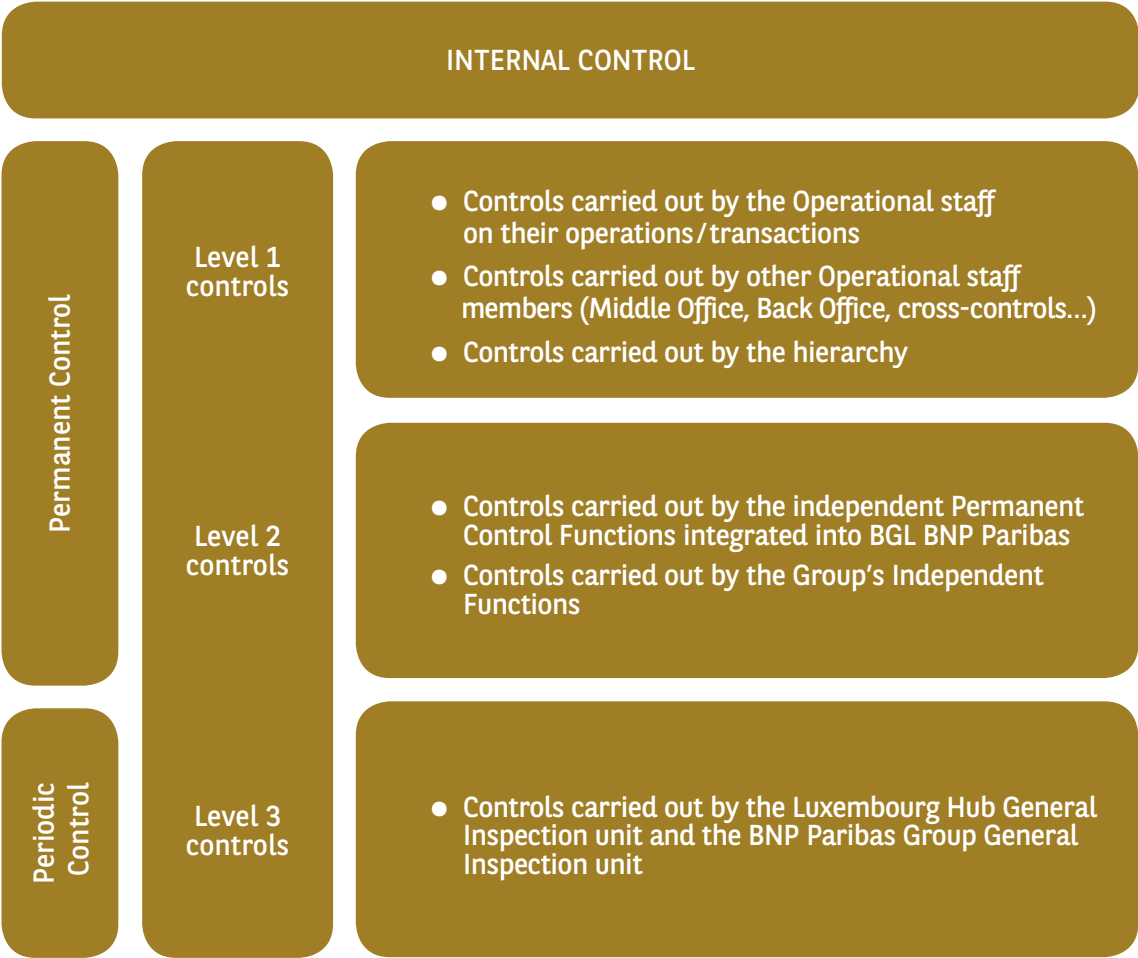 INTERNAL CONTROL
Permanent Control
Level 1
controls
● Controls carried out by the Operational staff
on their operations/transactions
● Controls carried out by other Operational staff
members (Middle Office, Back Office, cross-controls...)
● Controls carried out by the hierarchy
Level 2
controls
● Controls carried out by the independent Permanent
Control Functions integrated into BGL BNP Paribas
● Controls carried out by the Group's Independent
Functions
Periodic
Control
Level 3
controls
● Controls carried out by the Luxembourg Hub General
Inspection unit and the BNP Paribas Group General
Inspection unit